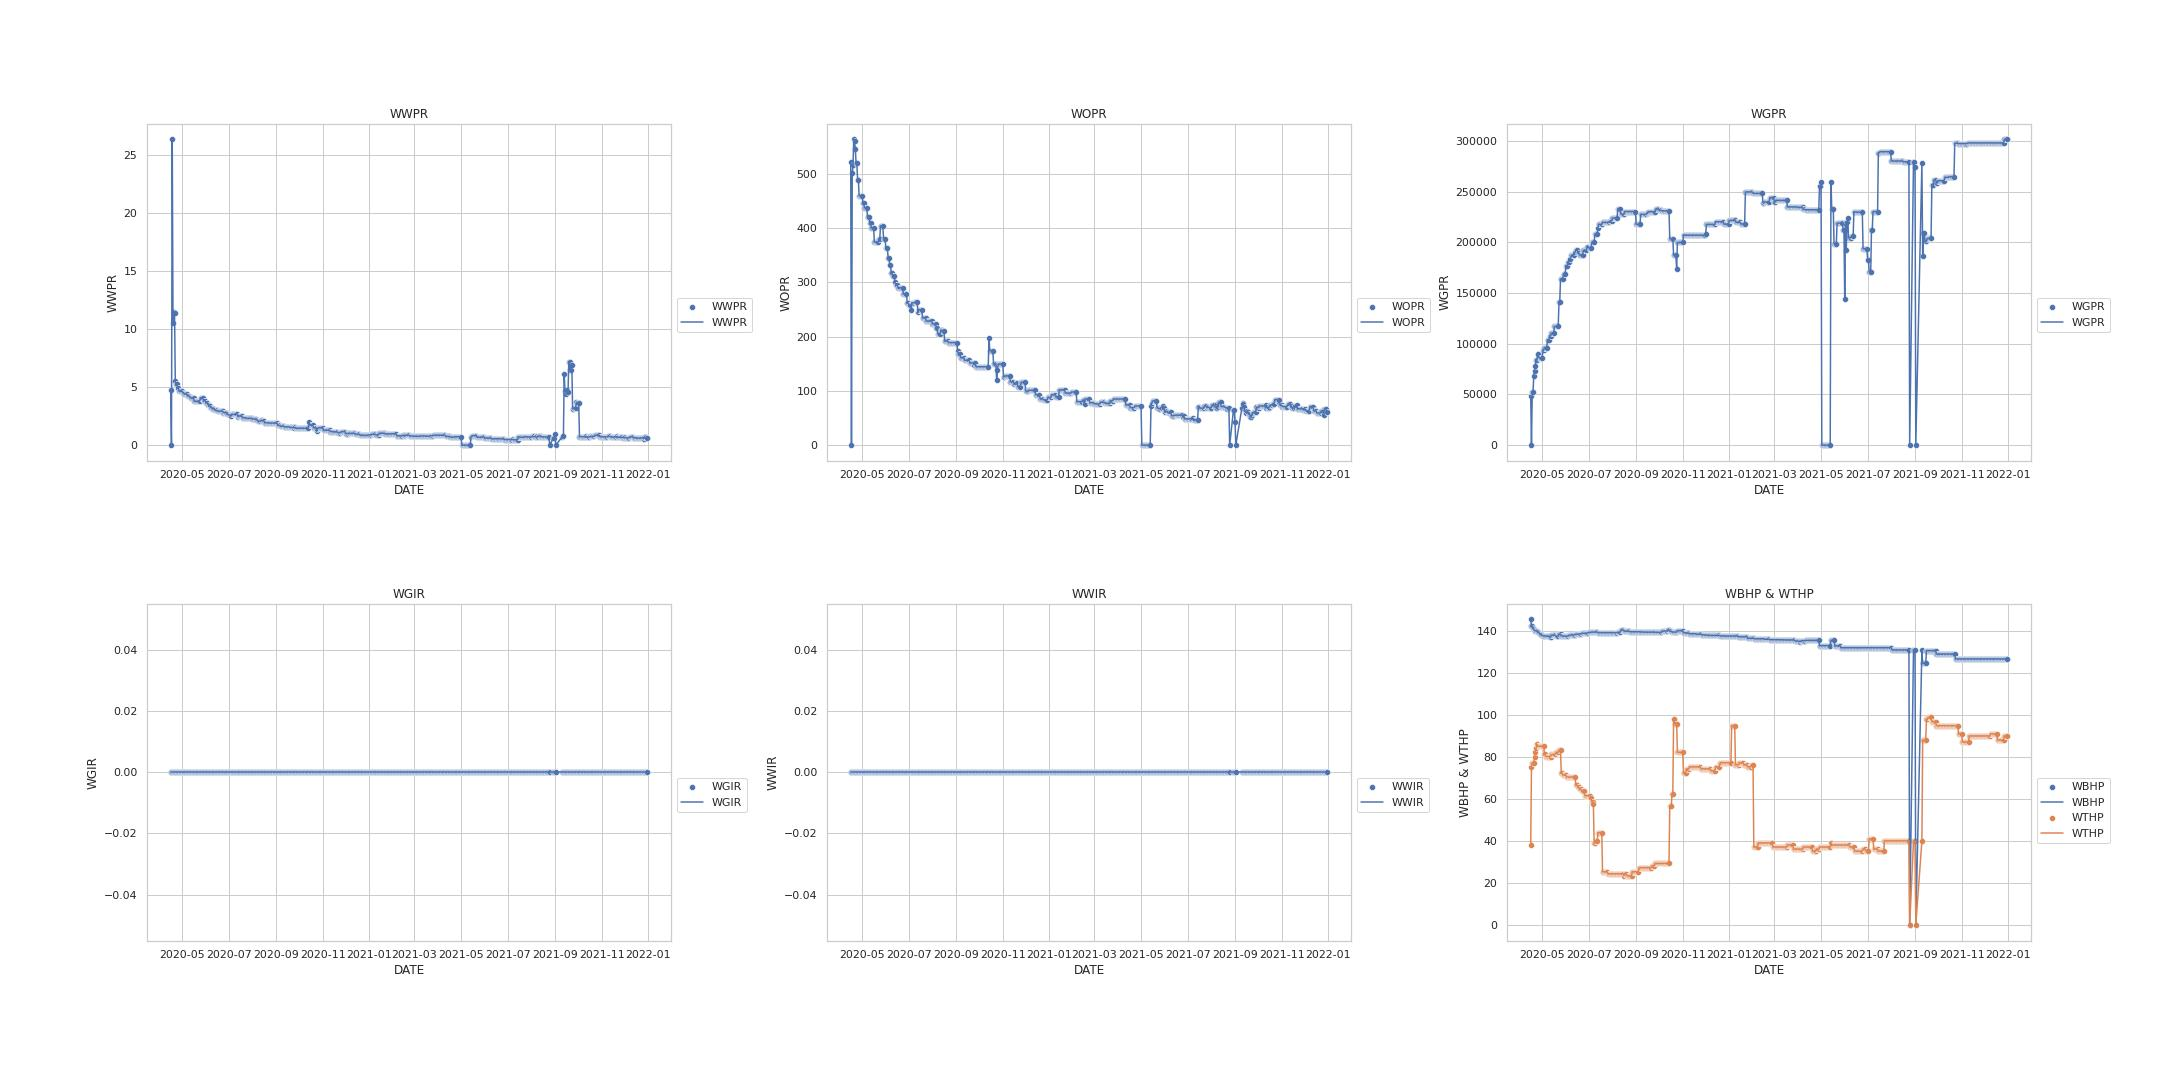 WWPR
25
20
15
10
5
0
WWPR
2020-05 2020-07 2020-09 2020-11 2021-01 2021-03 2021-05 2021-07 2021-09 2021-11 2022-01
DATE
WWPR
WWPR
WOPR
500
400
300
200
100
0
WOPR
2020-05 2020-07 2020-09 2020-11 2021-01 2021-03 2021-05 2021-07 2021-09 2021-11 2022-01
DATE
WOPR
WOPR
WGPR
300000
250000
200000
150000
100000
50000
0
WGPR
2020-05 2020-07 2020-09 2020-11 2021-01 2021-03 2021-05 2021-07 2021-09 2021-11 2022-01
DATE
WGPR
WGPR
WGIR
0.04
0.02
0.00
−0.02
−0.04
WGIR
2020-05 2020-07 2020-09 2020-11 2021-01 2021-03 2021-05 2021-07 2021-09 2021-11 2022-01
DATE
WGIR
WGIR
WWIR
0.04
0.02
0.00
−0.02
−0.04
WWIR
2020-05 2020-07 2020-09 2020-11 2021-01 2021-03 2021-05 2021-07 2021-09 2021-11 2022-01
DATE
WWIR
WWIR
WBHP & WTHP
140
120
100
80
60
40
20
0
WBHP & WTHP
2020-05 2020-07 2020-09 2020-11 2021-01 2021-03 2021-05 2021-07 2021-09 2021-11 2022-01
DATE
WBHP
WBHP
WTHP
WTHP